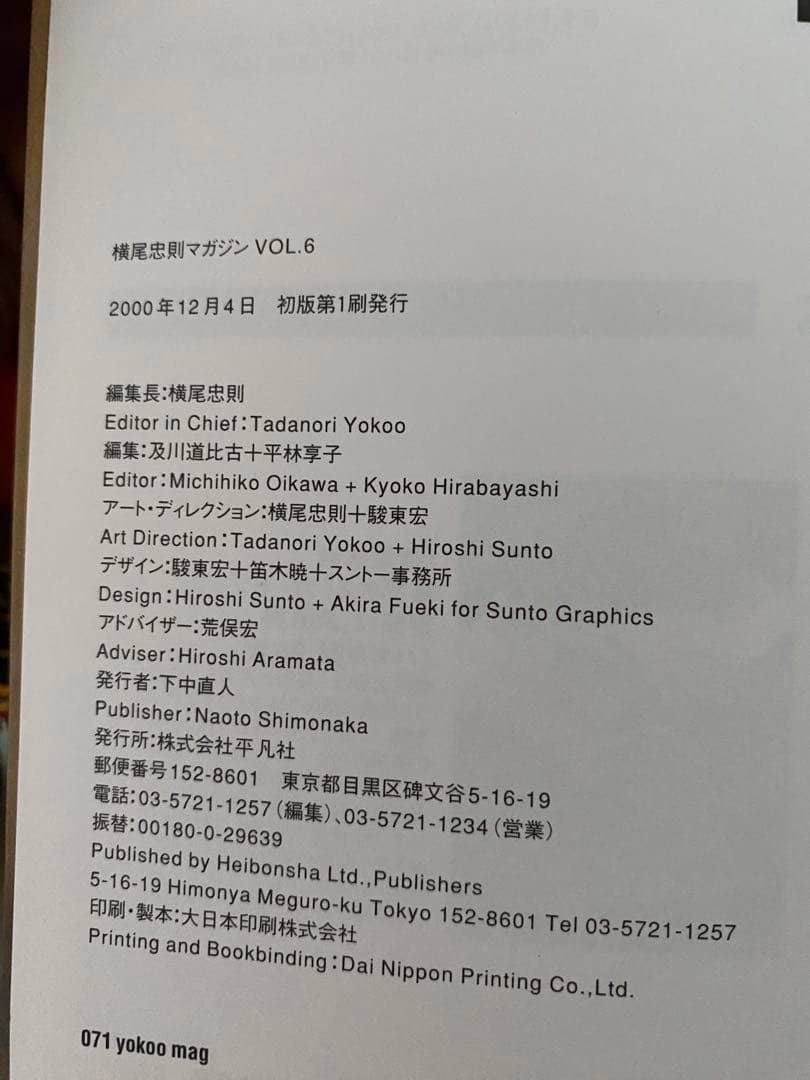 横尾忠則マガジン VOL.6
2000年12月4日　初版第1刷発行
編集長:横尾忠則
Editor in Chief:Tadanori Yokoo
編集:及川道比古＋平林享子
Editor:Michihiko Oikawa + Kyoko Hirabayashi
アート・ディレクション:横尾忠則＋駿東宏
Art Direction:Tadanori Yokoo + Hiroshi Sunto
デザイン:駿東宏＋笛木暁＋スントー事務所
Design:Hiroshi Sunto + Akira Fueki for Sunto Graphics
アドバイザー:荒俣宏
Adviser:Hiroshi Aramata
発行者:下中直人
Publisher:Naoto Shimonaka
発行所:株式会社平凡社
郵便番号152-8601　東京都目黒区碑文谷5-16-19
電話:03-5721-1257(編集)、03-5721-1234(営業)
振替:00180-0-29639
Published by Heibonsha Ltd.,Publishers
5-16-19 Himonya Meguro-ku Tokyo 152-8601 Tel 03-5721-1257
印刷・製本:大日本印刷株式会社
Printing and Bookbinding:Dai Nippon Printing Co.,Ltd.
071 yokoo mag